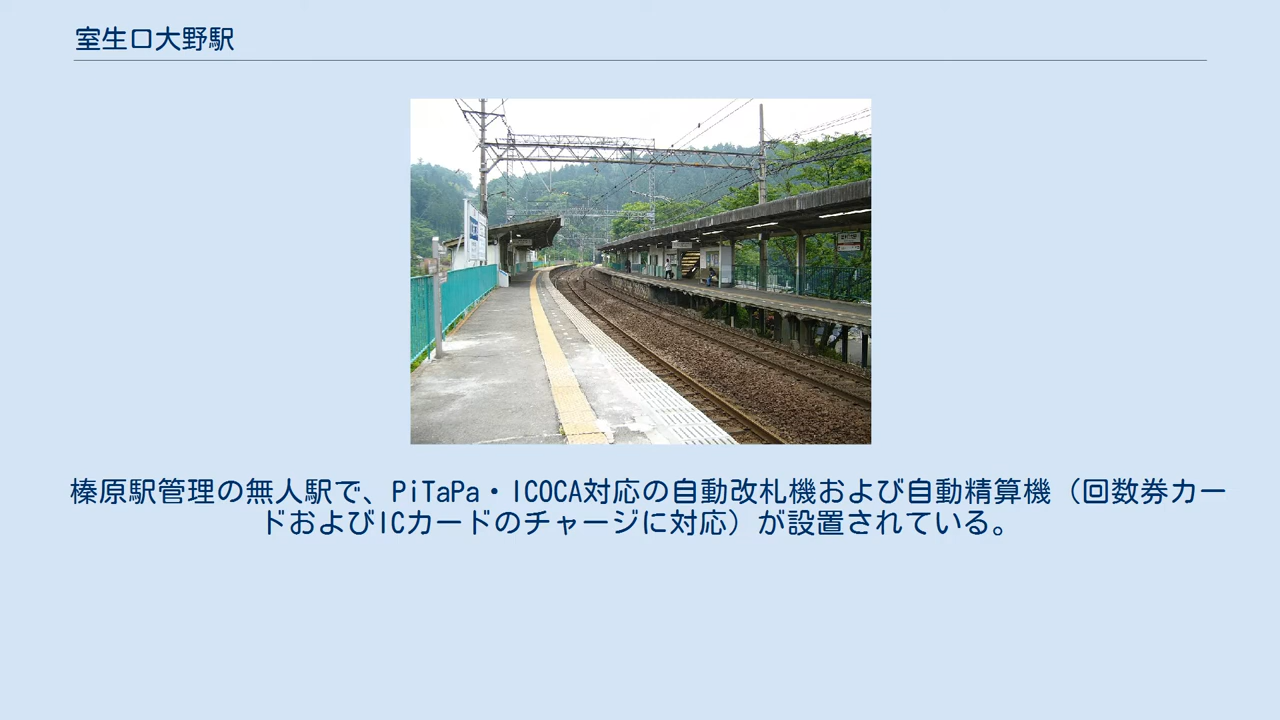 室生口大野駅
榛原駅管理の無人駅で、PiTaPa・ICOCA対応の自動改札機および自動精算機（回数券カー
ドおよびICカードのチャージに対応）が設置されている。